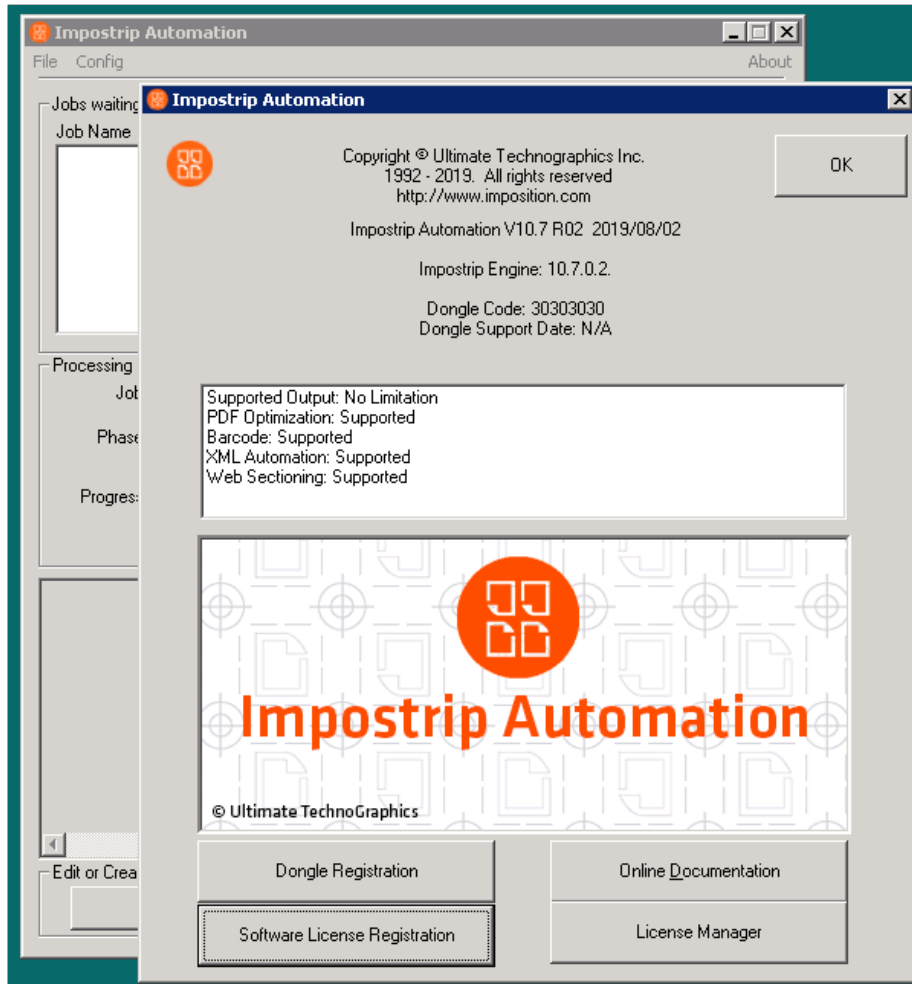 Impostrip Automation
File Config About
Jobs waiting
Job Name
Impostrip Automation
Copyright © Ultimate Technographics Inc.
1992 - 2019. All rights reserved
http://www.imposition.com
OK
Impostrip Automation V10.7 R02 2019/08/02
Impostrip Engine: 10.7.0.2.
Dongle Code: 30303030
Dongle Support Date: N/A
Processing
Job
Phase
Progres
Supported Output: No Limitation
PDF Optimization: Supported
Barcode: Supported
XML Automation: Supported
Web Sectioning: Supported
Impostrip Automation
© Ultimate TechnoGraphics
Edit or Crea
Dongle Registration
Online Documentation
Software License Registration
License Manager